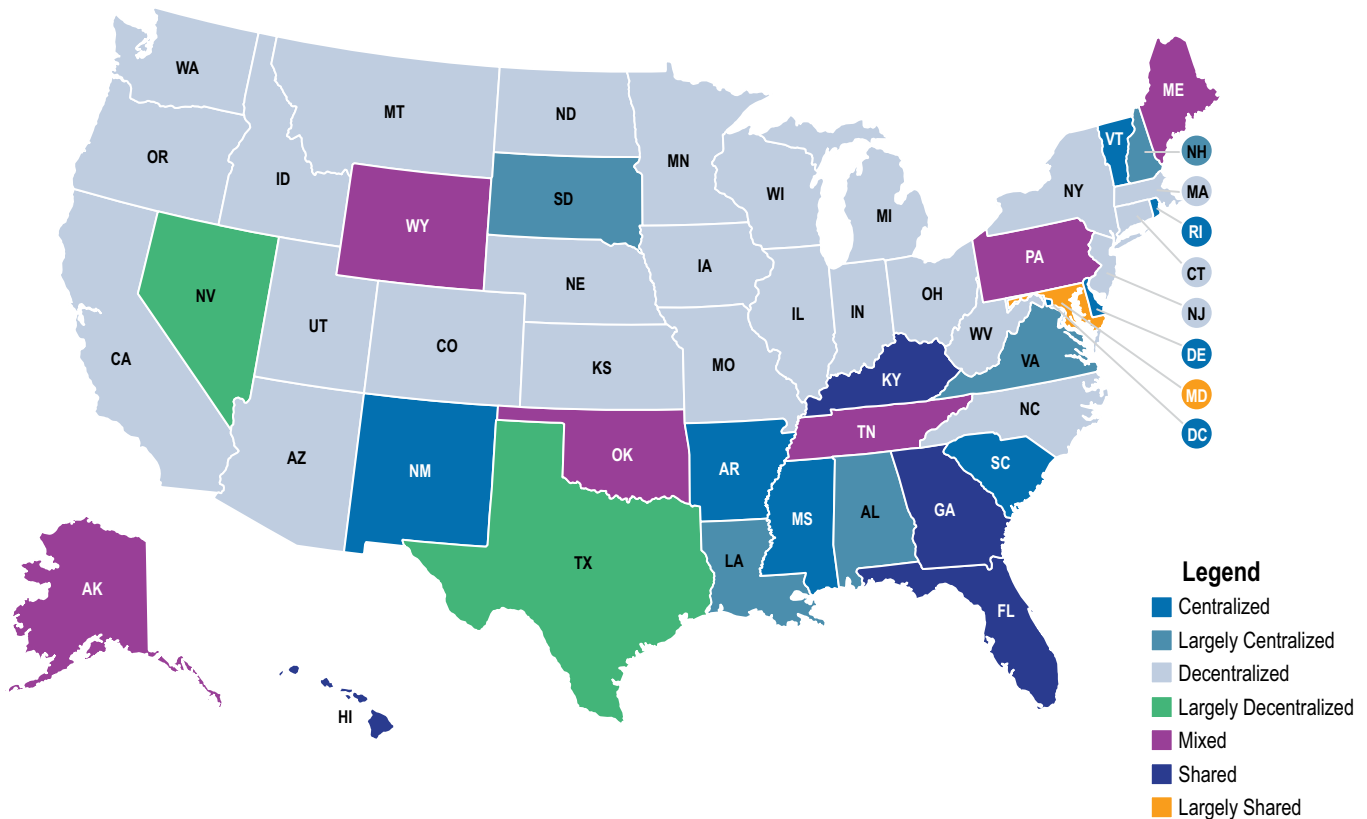 WA
MT
ND
MN
OR
ID
SD
WI
MI
NY
VT
ME
NH
MA
RI
CT
NJ
DE
MD
DC
WY
PA
NV
UT
CO
NE
IA
IL
IN
OH
WV
VA
CA
KS
MO
KY
NC
AZ
NM
OK
AR
TN
SC
MS
AL
GA
TX
LA
FL
AK
HI
Legend
Centralized
Largely Centralized
Decentralized
Largely Decentralized
Mixed
Shared
Largely Shared